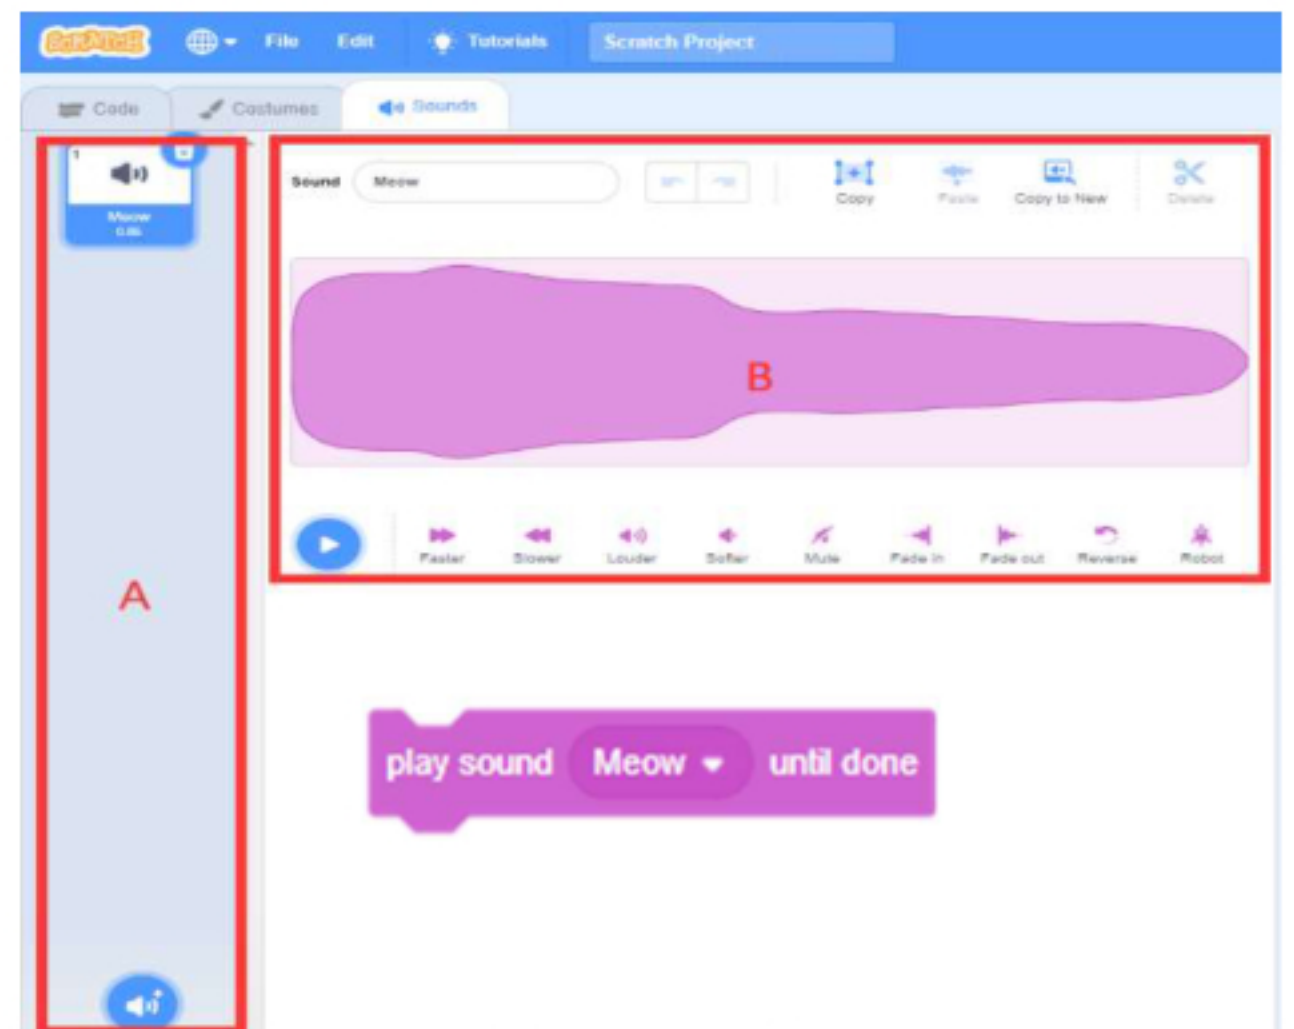 SCRATCH File Edit Tutorials Scratch Project
Code Costumes Sounds
1
Meow
Sound Meow Copy Paste Copy to New Delete
B
Faster Slower Louder Softer Mute Fade in Fade out Reverse Robot
A
play sound Meow until done